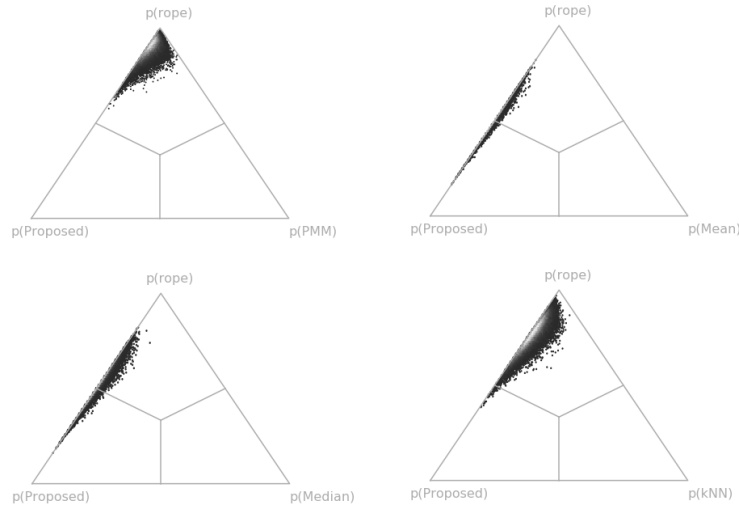 p(rope)
p(Proposed)
p(PMM)
p(rope)
p(Proposed)
p(Mean)
p(rope)
p(Proposed)
p(Median)
p(rope)
p(Proposed)
p(kNN)